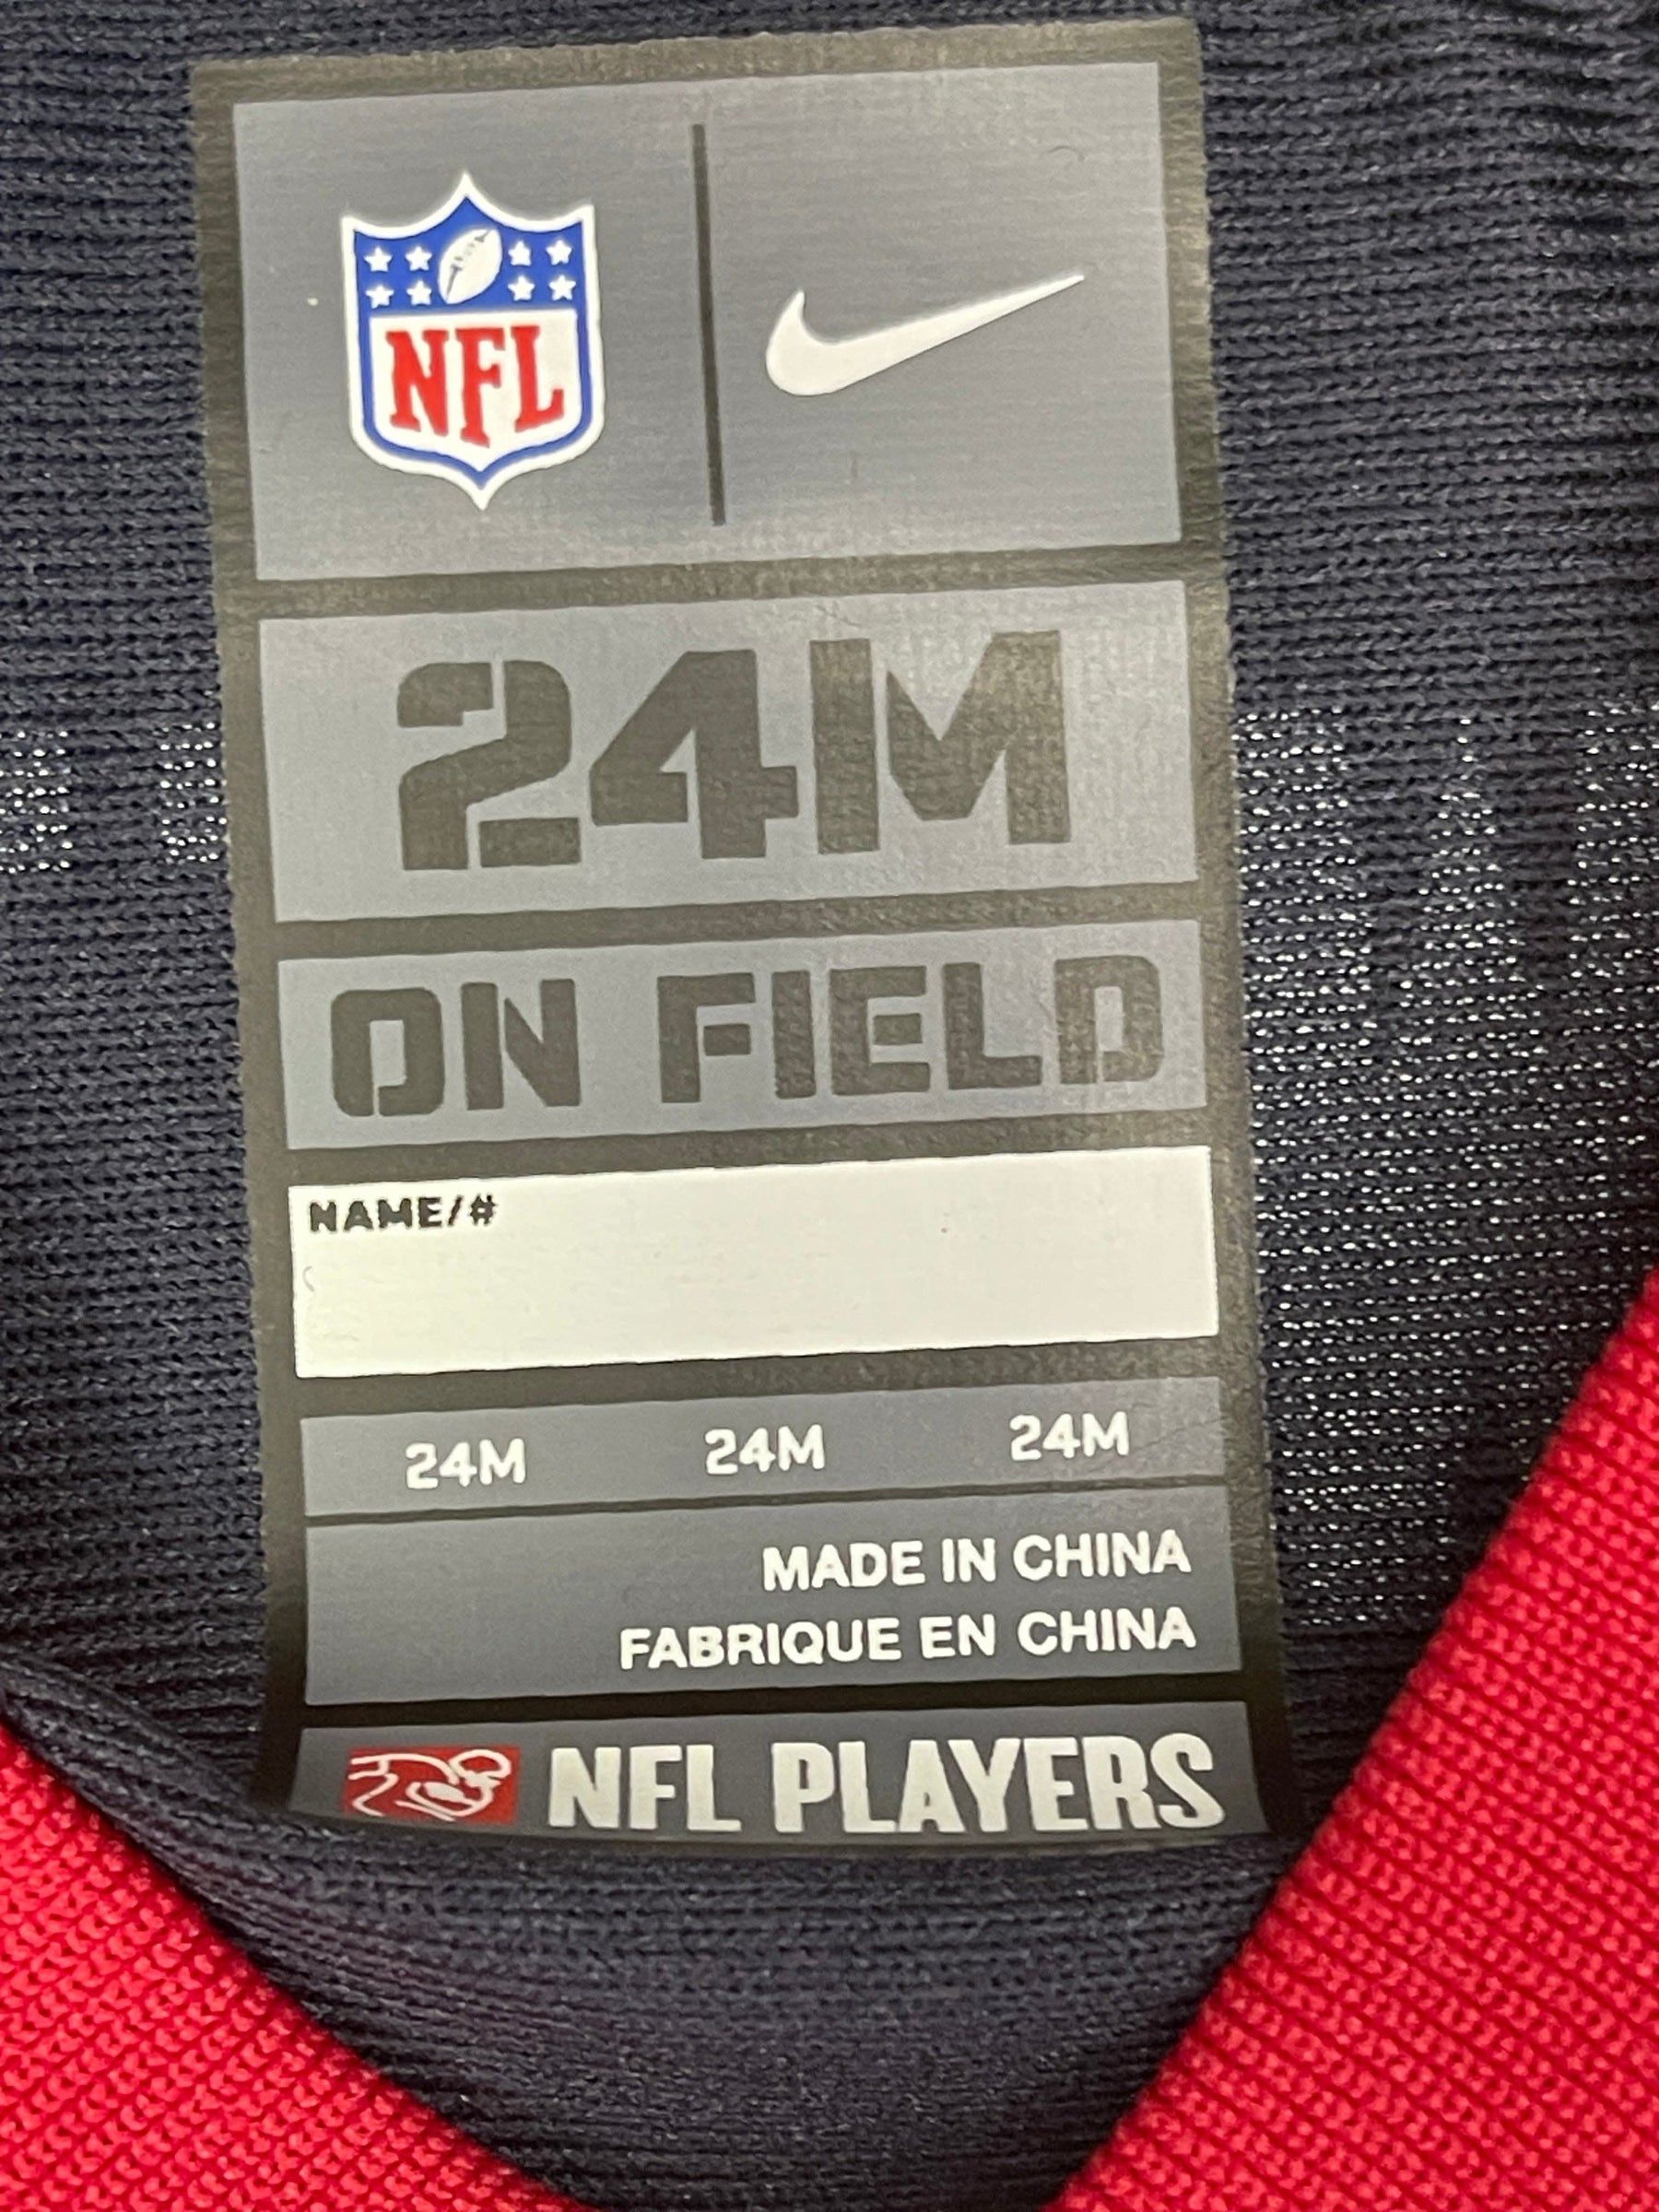 NFL
24M
ON FIELD
NAME/#
24M 24M 24M
MADE IN CHINA
FABRIQUE EN CHINA
NFL PLAYERS